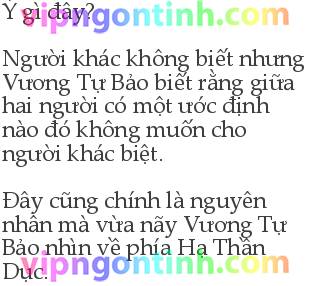 Ý gì đây?
vipngontinh.com
Người khác không biết nhưng
Vương Tự Bảo biết rằng giữa
hai người có một ước định
nào đó không muốn cho
người khác biệt.
Đây cũng chính là nguyên
nhân mà vừa nãy Vương Tự
Bảo nhìn về phía Hạ Thần
vipngontinh.com
Dục.